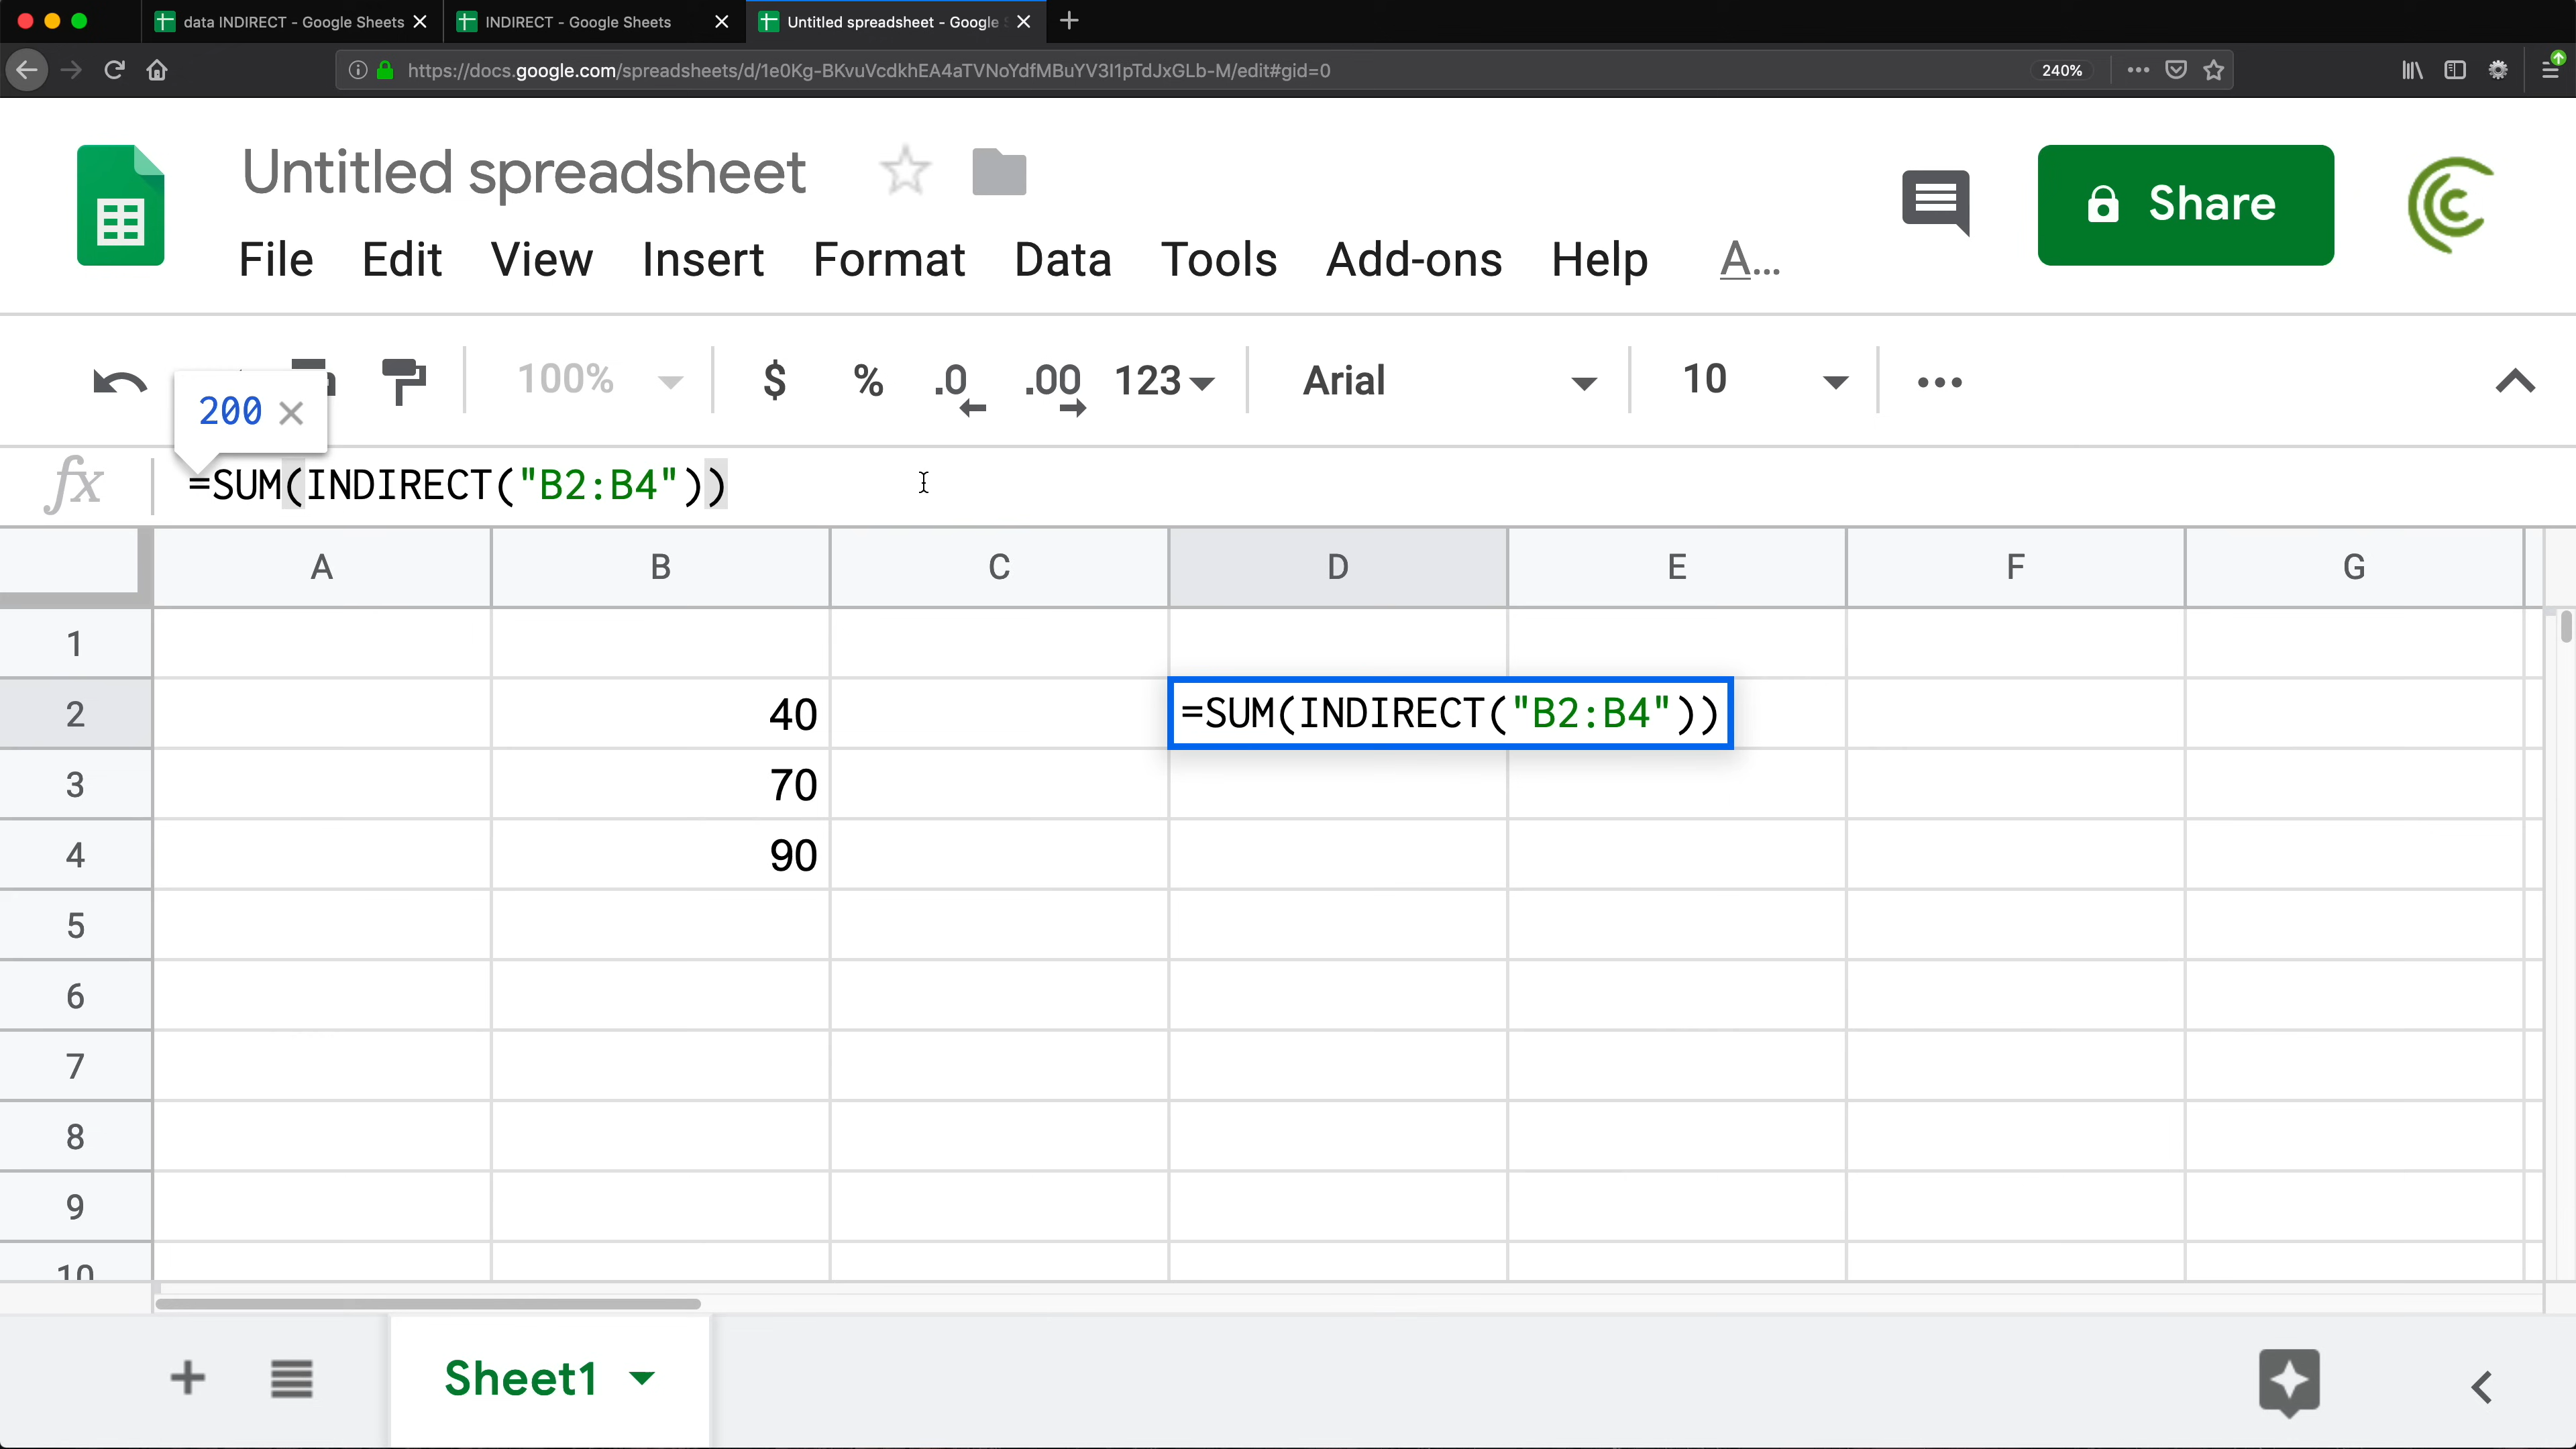 data INDIRECT - Google Sheets
INDIRECT - Google Sheets
Untitled spreadsheet - Google S
https://docs.google.com/spreadsheets/d/1e0Kg-BKvuVcdkhEA4aTVNoYdfMBuYV3I1pTdJxGLb-M/edit#gid=0
240%
Untitled spreadsheet
Share
File Edit View Insert Format Data Tools Add-ons Help A...
100% $ % .0 .00 123 Arial 10
200
fx =SUM(INDIRECT("B2:B4"))
A B C D E F G
1
2 40 =SUM(INDIRECT("B2:B4"))
3 70
4 90
5
6
7
8
9
10
Sheet1